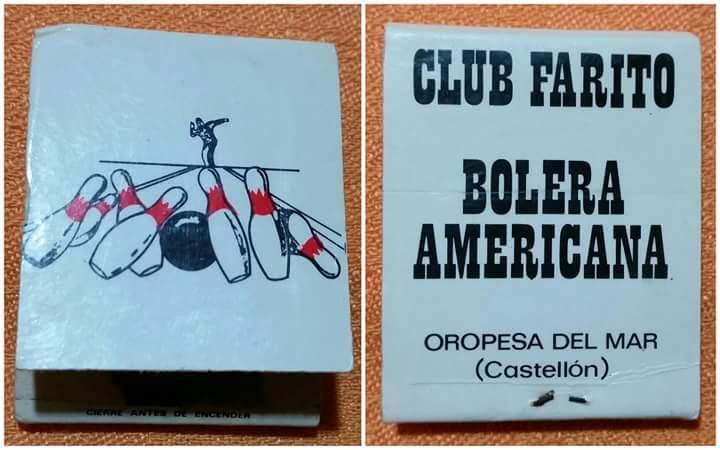 CIERRE ANTES DE ENCENDER
CLUB FARITO
BOLERA
AMERICANA
OROPESA DEL MAR
(Castellón)